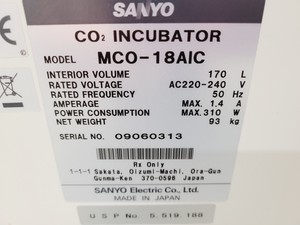 SANYO
CO₂ INCUBATOR
MODEL MCO-18AIC
INTERIOR VOLUME 170 L
RATED VOLTAGE AC220-240 V
RATED FREQUENCY 50 Hz
AMPERAGE MAX. 1.4 A
POWER CONSUMPTION MAX.310 W
NET WEIGHT 93 kg
SERIAL NO. 09060313
Rx Only
1-1-1 Sakata, Oizumi-Machi, Ora-Gun
Gunma-Ken 370-0596 JAPAN
SANYO Electric Co., Ltd.
MADE IN JAPAN
USP No. 5.519.188